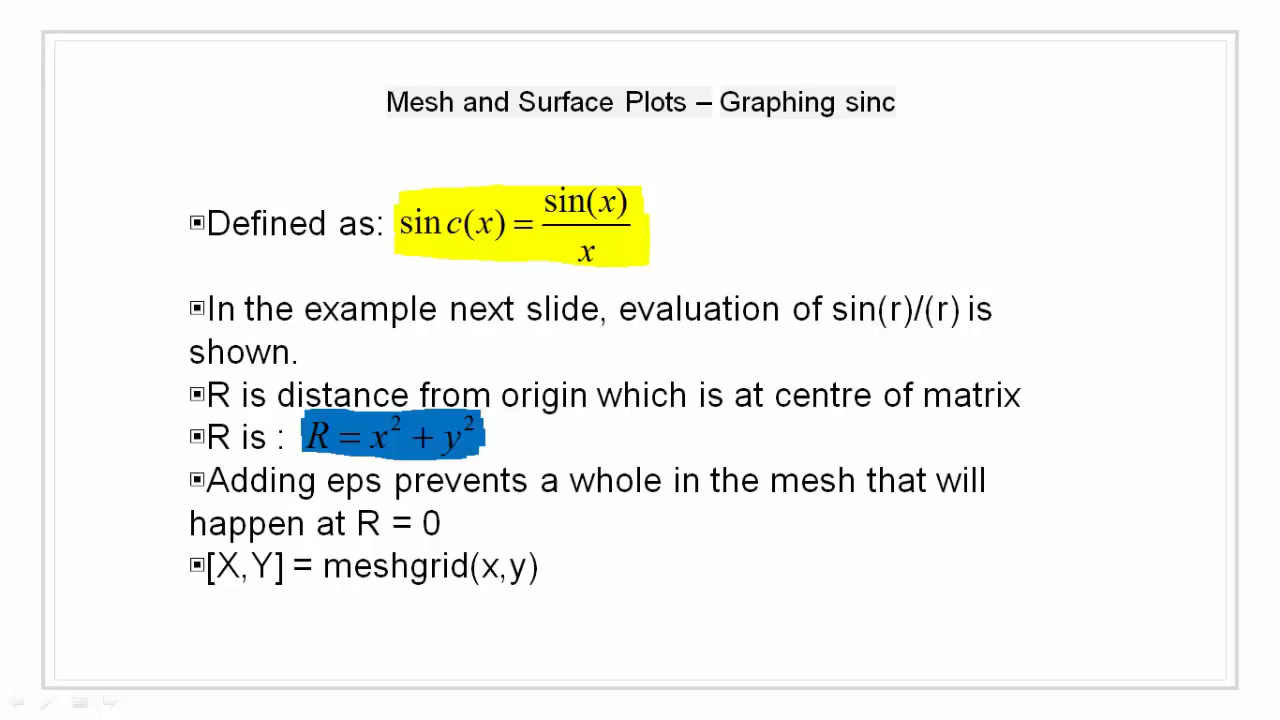 Mesh and Surface Plots – Graphing sinc
▣Defined as: sin c(x) = sin(x) / x
▣In the example next slide, evaluation of sin(r)/(r) is
shown.
▣R is distance from origin which is at centre of matrix
▣R is : R = x² + y²
▣Adding eps prevents a whole in the mesh that will
happen at R = 0
▣[X,Y] = meshgrid(x,y)